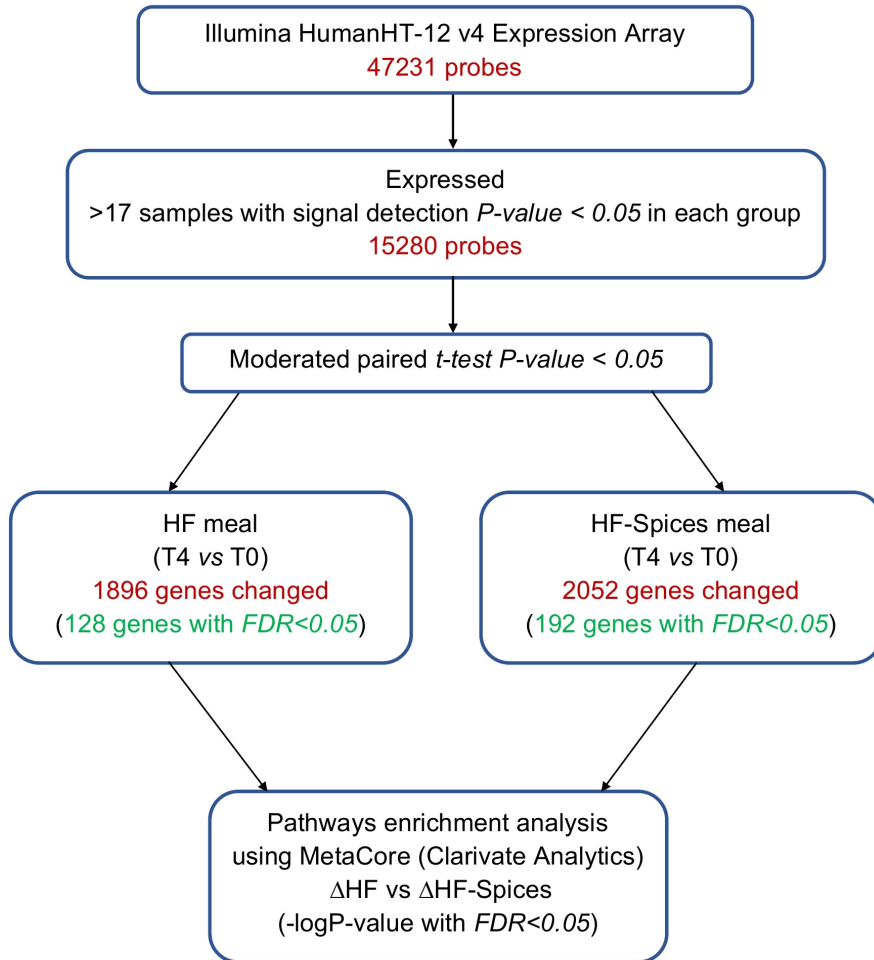 Illumina HumanHT-12 v4 Expression Array
47231 probes
Expressed
>17 samples with signal detection P-value < 0.05 in each group
15280 probes
Moderated paired t-test P-value < 0.05
HF meal
(T4 vs T0)
1896 genes changed
(128 genes with FDR<0.05)
HF-Spices meal
(T4 vs T0)
2052 genes changed
(192 genes with FDR<0.05)
Pathways enrichment analysis
using MetaCore (Clarivate Analytics)
∆HF vs ∆HF-Spices
(-logP-value with FDR<0.05)